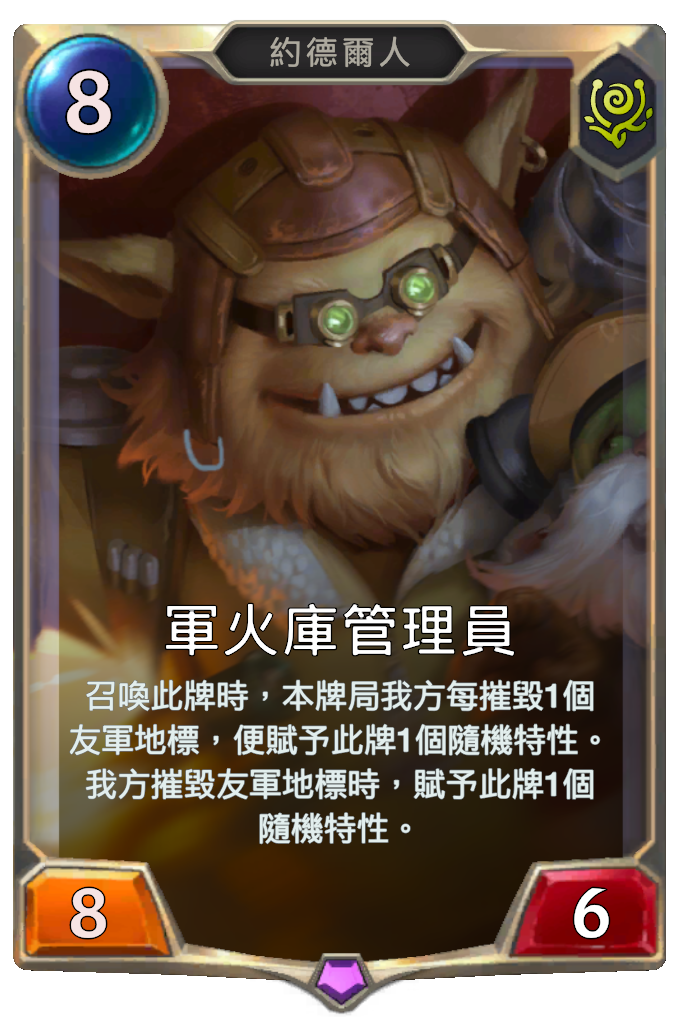 約德爾人
8
軍火庫管理員
召喚此牌時，本牌局我方每摧毀1個
友軍地標，便賦予此牌1個隨機特性。
我方摧毀友軍地標時，賦予此牌1個
隨機特性。
8
6